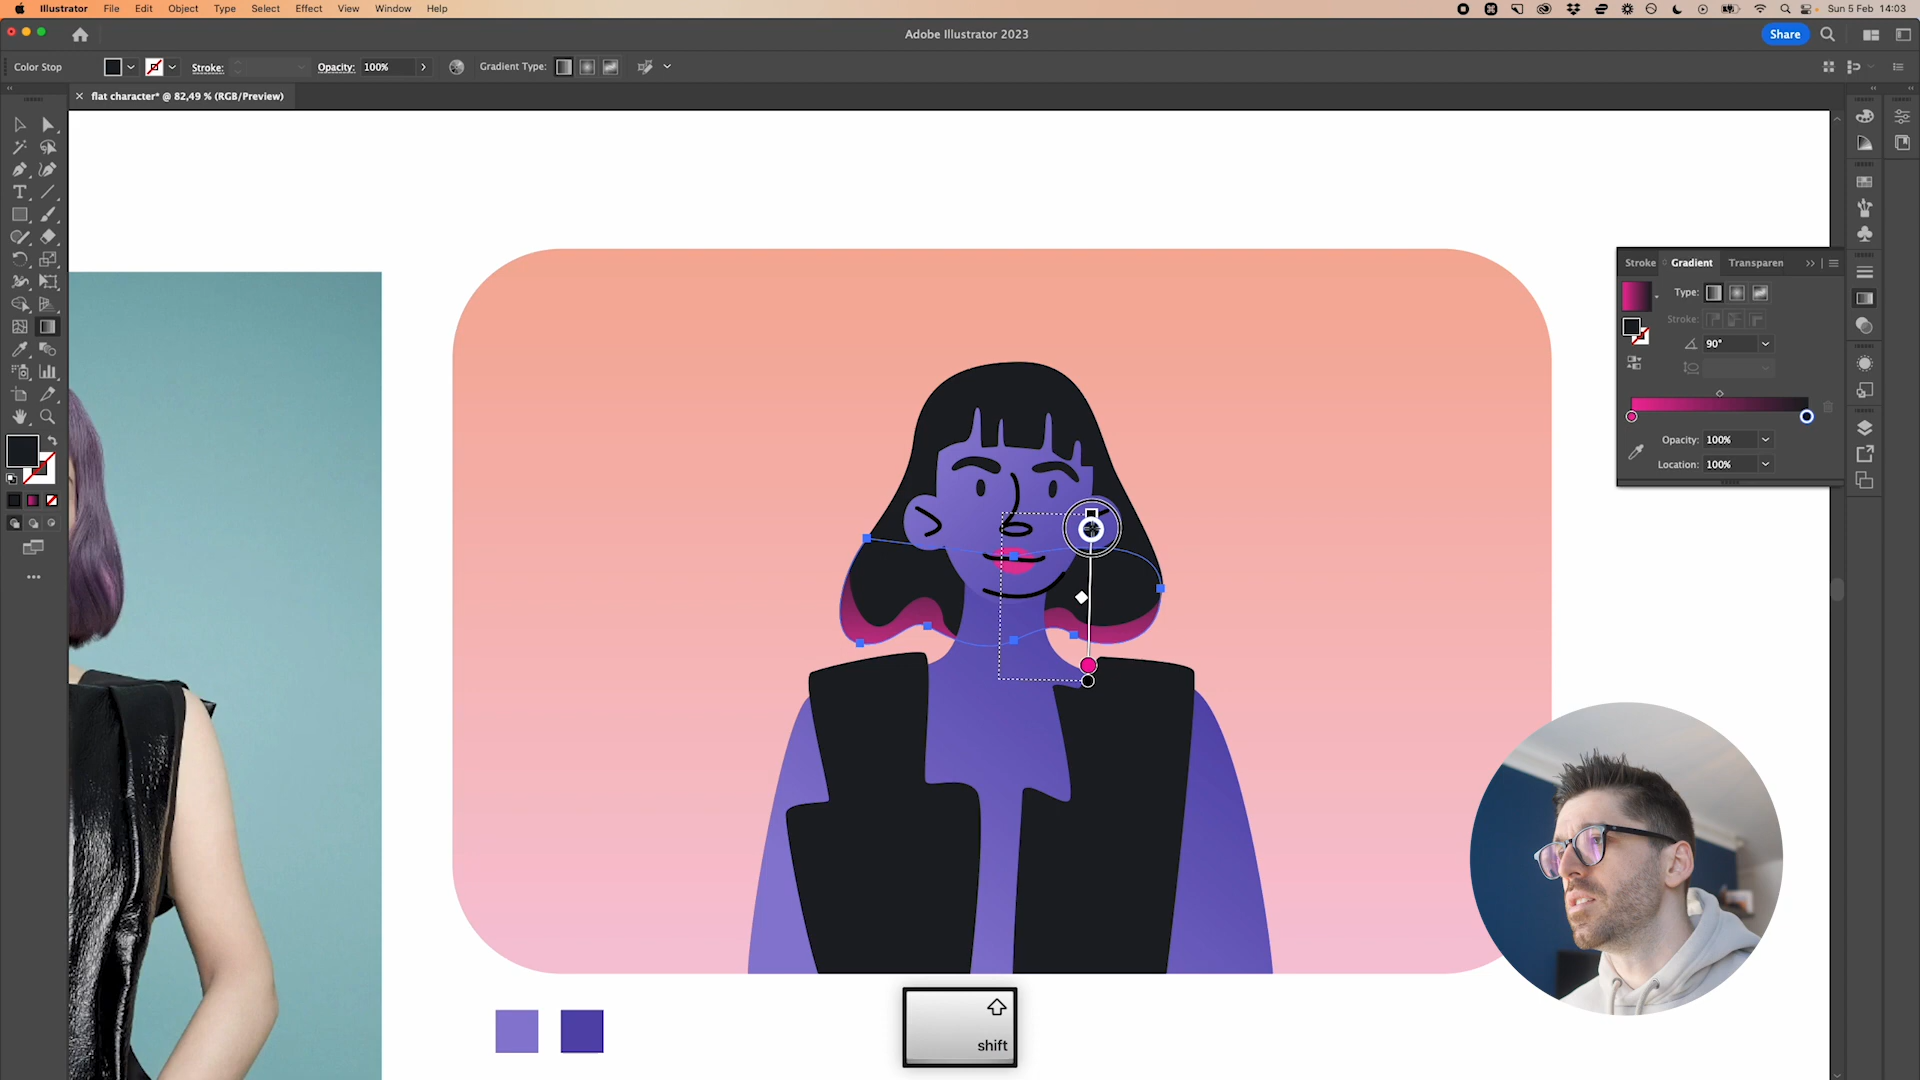 Illustrator File Edit Object Type Select Effect View Window Help
Sun 5 Feb 14:03
Adobe Illustrator 2023
Share
Color Stop
Stroke:
Opacity: 100%
Gradient Type:
flat character* @ 82,49 % (RGB/Preview)
Stroke Gradient Transparen
Type:
Stroke:
90°
Opacity: 100%
Location: 100%
shift